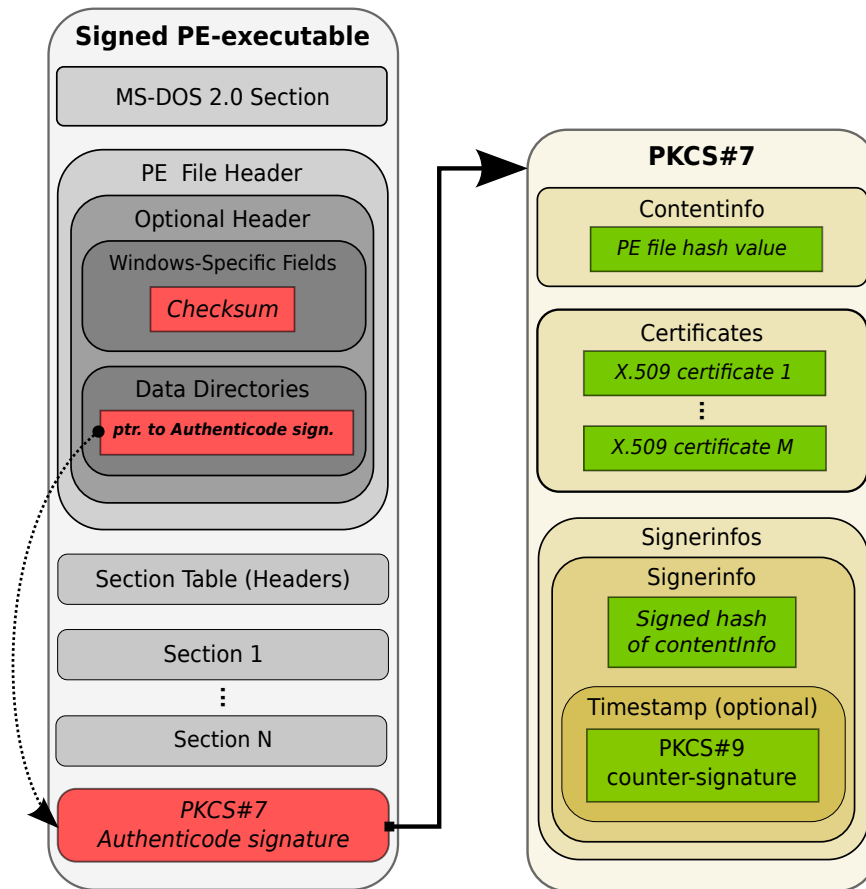 Signed PE-executable
MS-DOS 2.0 Section
PE File Header
Optional Header
Windows-Specific Fields
Checksum
Data Directories
ptr. to Authenticode sign.
Section Table (Headers)
Section 1
...
Section N
PKCS#7
Authenticode signature
PKCS#7
Contentinfo
PE file hash value
Certificates
X.509 certificate 1
...
X.509 certificate M
Signerinfos
Signerinfo
Signed hash
of contentInfo
Timestamp (optional)
PKCS#9
counter-signature